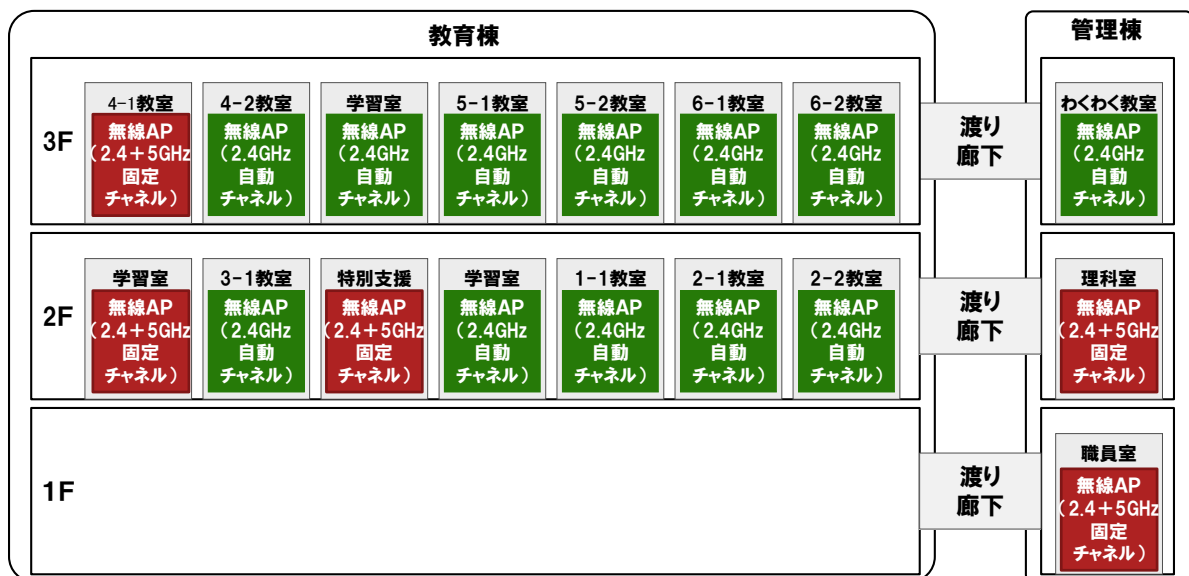 教育棟
管理棟
3F
4-1教室
無線AP
(2.4+5GHz
固定
チャネル)
4-2教室
無線AP
(2.4GHz
自動
チャネル)
学習室
無線AP
(2.4GHz
自動
チャネル)
5-1教室
無線AP
(2.4GHz
自動
チャネル)
5-2教室
無線AP
(2.4GHz
自動
チャネル)
6-1教室
無線AP
(2.4GHz
自動
チャネル)
6-2教室
無線AP
(2.4GHz
自動
チャネル)
渡り
廊下
わくわく教室
無線AP
(2.4GHz
自動
チャネル)
2F
学習室
無線AP
(2.4+5GHz
固定
チャネル)
3-1教室
無線AP
(2.4GHz
自動
チャネル)
特別支援
無線AP
(2.4+5GHz
固定
チャネル)
学習室
無線AP
(2.4GHz
自動
チャネル)
1-1教室
無線AP
(2.4GHz
自動
チャネル)
2-1教室
無線AP
(2.4GHz
自動
チャネル)
2-2教室
無線AP
(2.4GHz
自動
チャネル)
渡り
廊下
理科室
無線AP
(2.4+5GHz
固定
チャネル)
1F
渡り
廊下
職員室
無線AP
(2.4+5GHz
固定
チャネル)